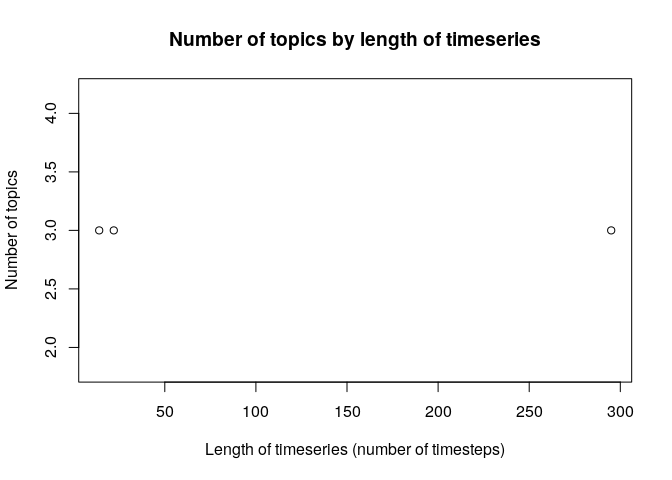 Number of topics by length of timeseries
4.0
3.5
3.0
2.5
2.0
Number of topics
50 100 150 200 250 300
Length of timeseries (number of timesteps)